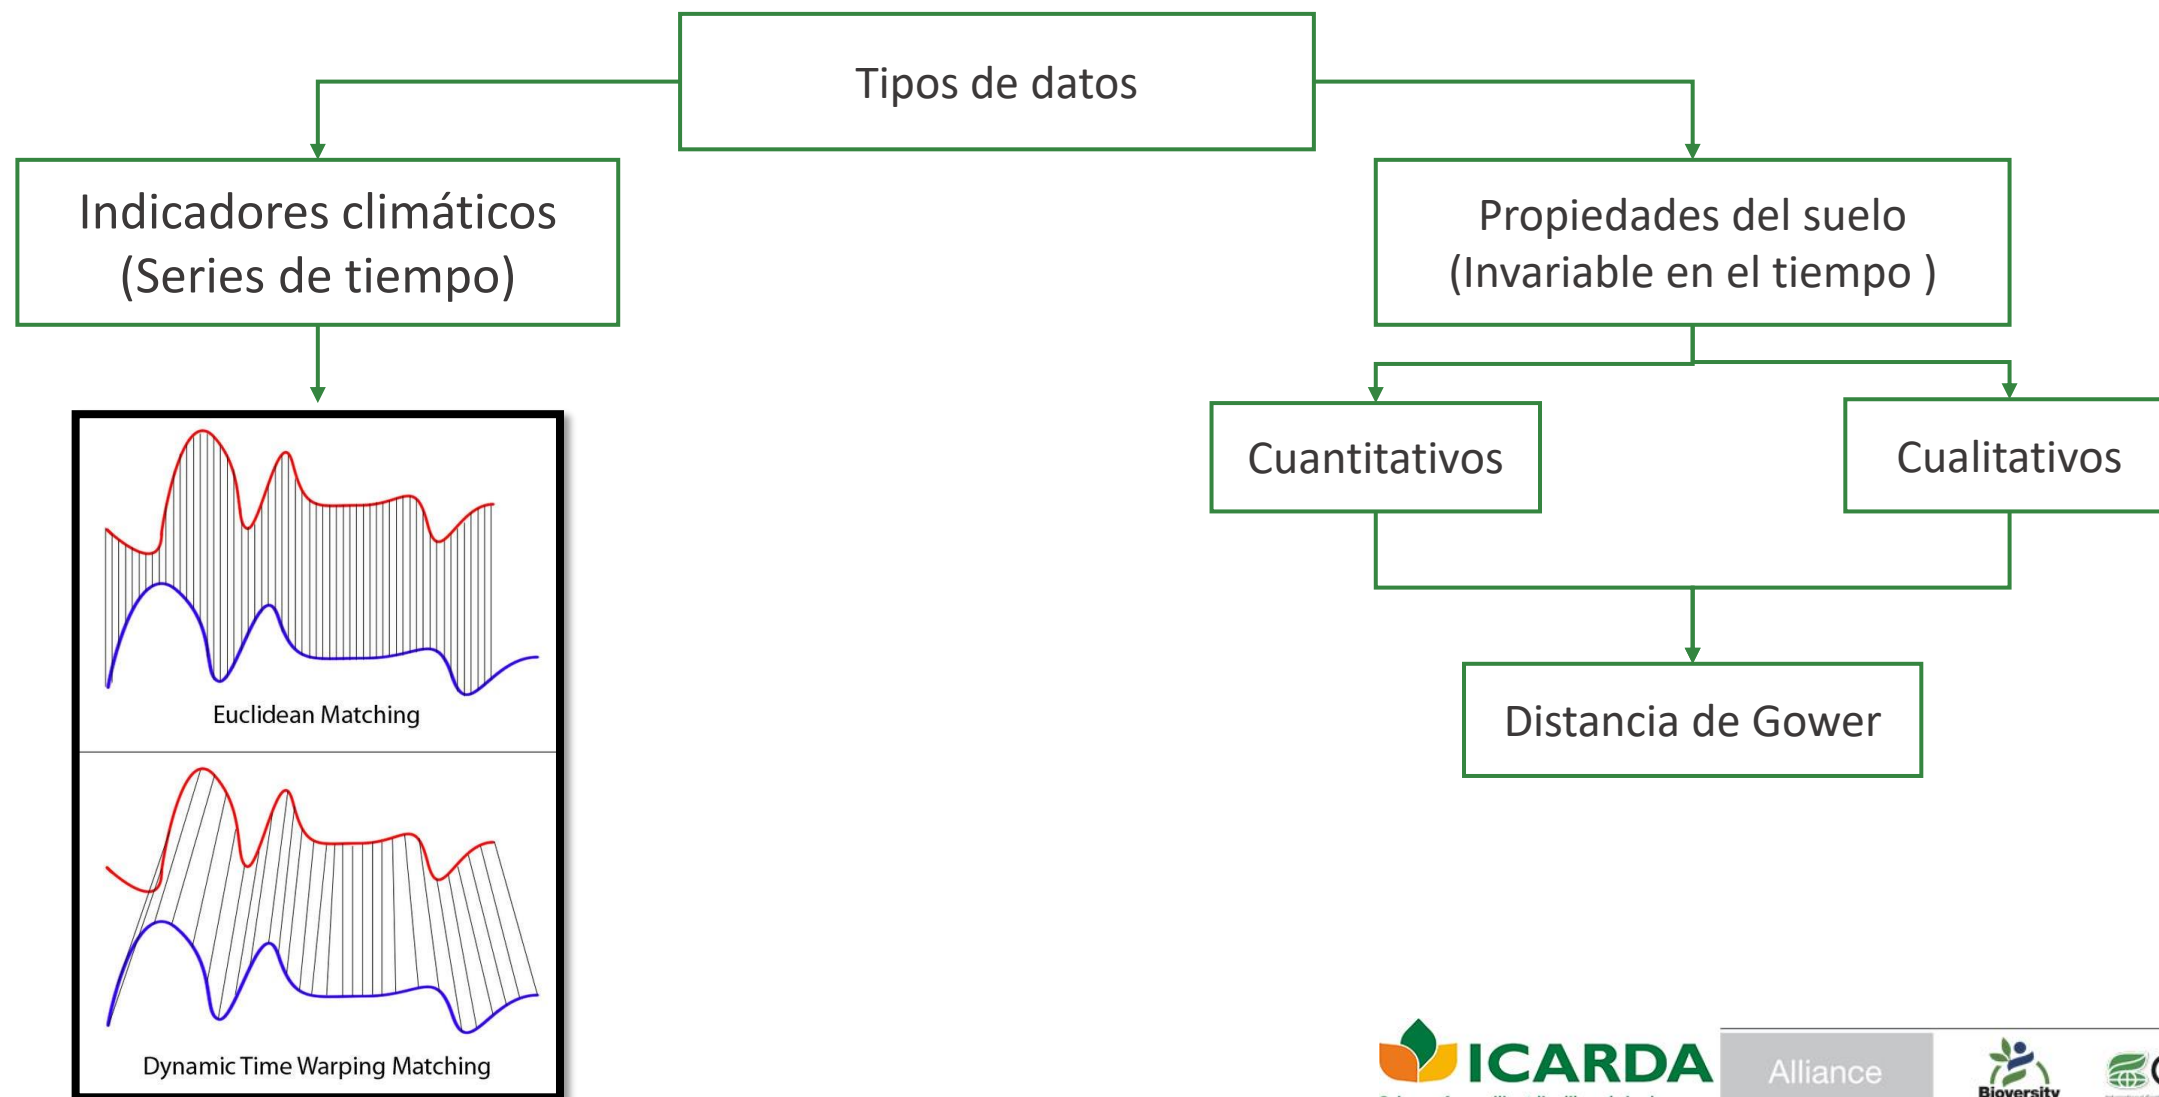 Tipos de datos
Indicadores climáticos
(Series de tiempo)
Propiedades del suelo
(Invariable en el tiempo )
Cuantitativos
Cualitativos
Distancia de Gower
Euclidean Matching
Dynamic Time Warping Matching
ICARDA
Alliance
Bioversity